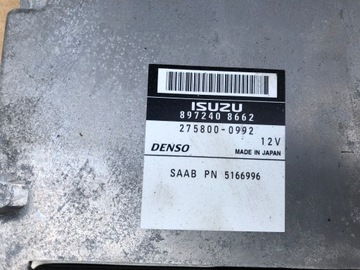 ISUZU
897240 8662
275800-0992
12V
DENSO MADE IN JAPAN
SAAB PN 5166996